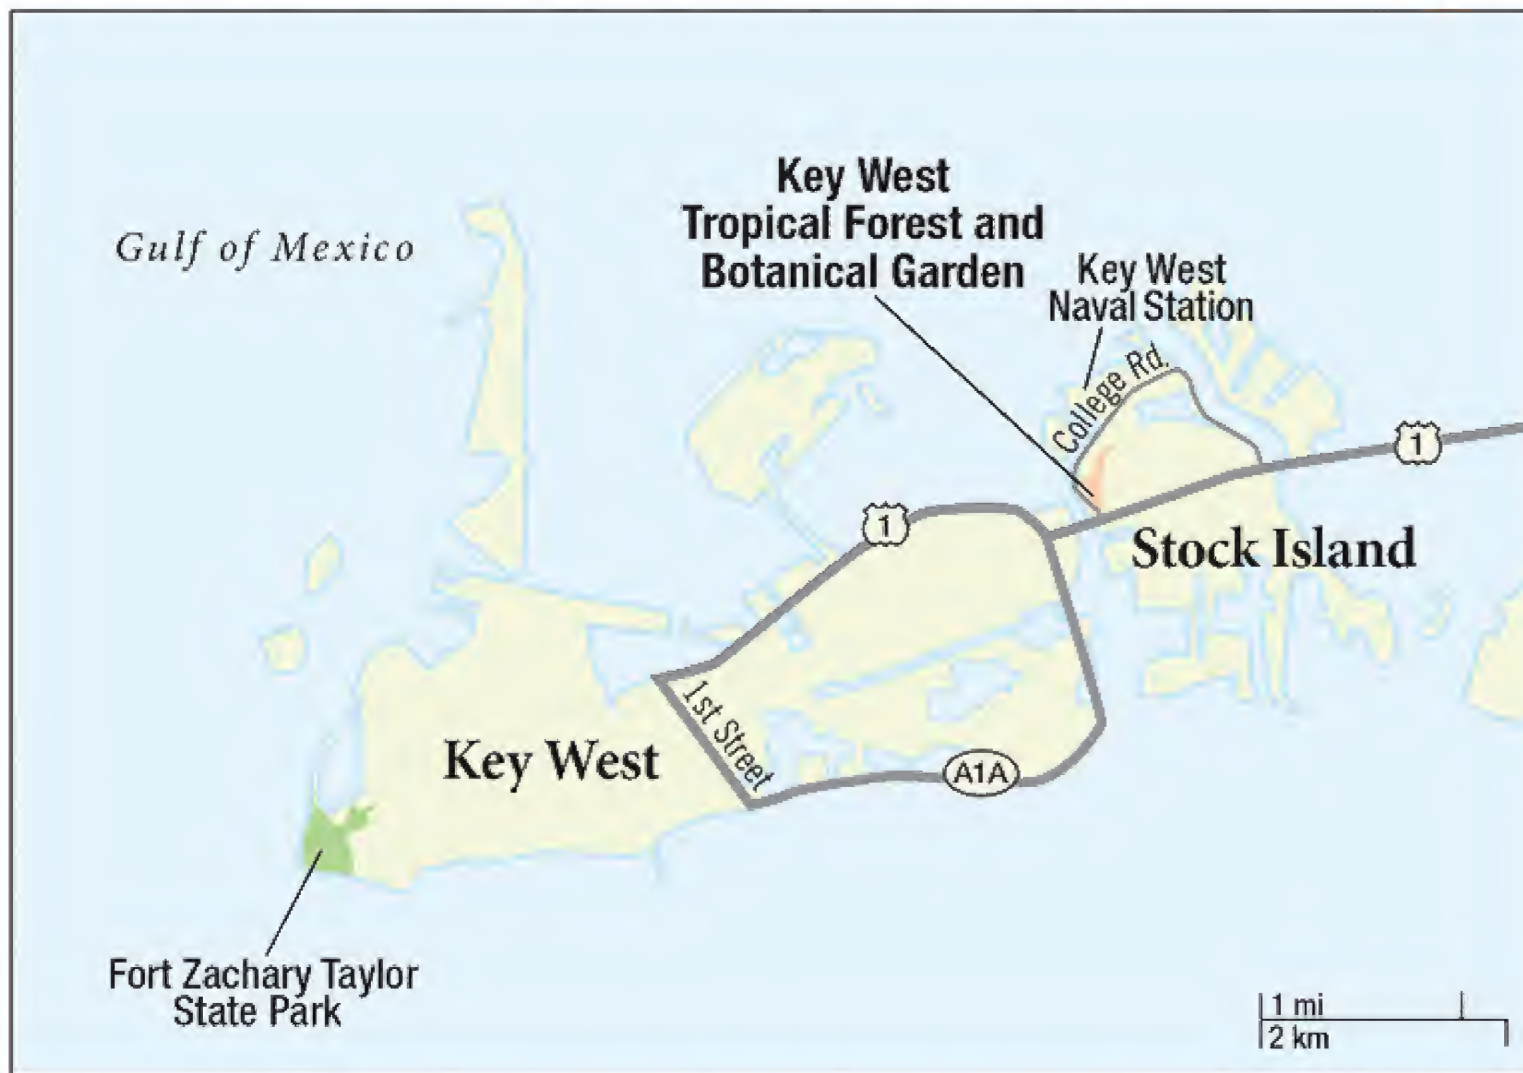 Gulf of Mexico
Key West
Tropical Forest and
Botanical Garden
Key West
Naval Station
College Rd.
1
1
Stock Island
1st Street
Key West
A1A
Fort Zachary Taylor
State Park
1 mi
2 km